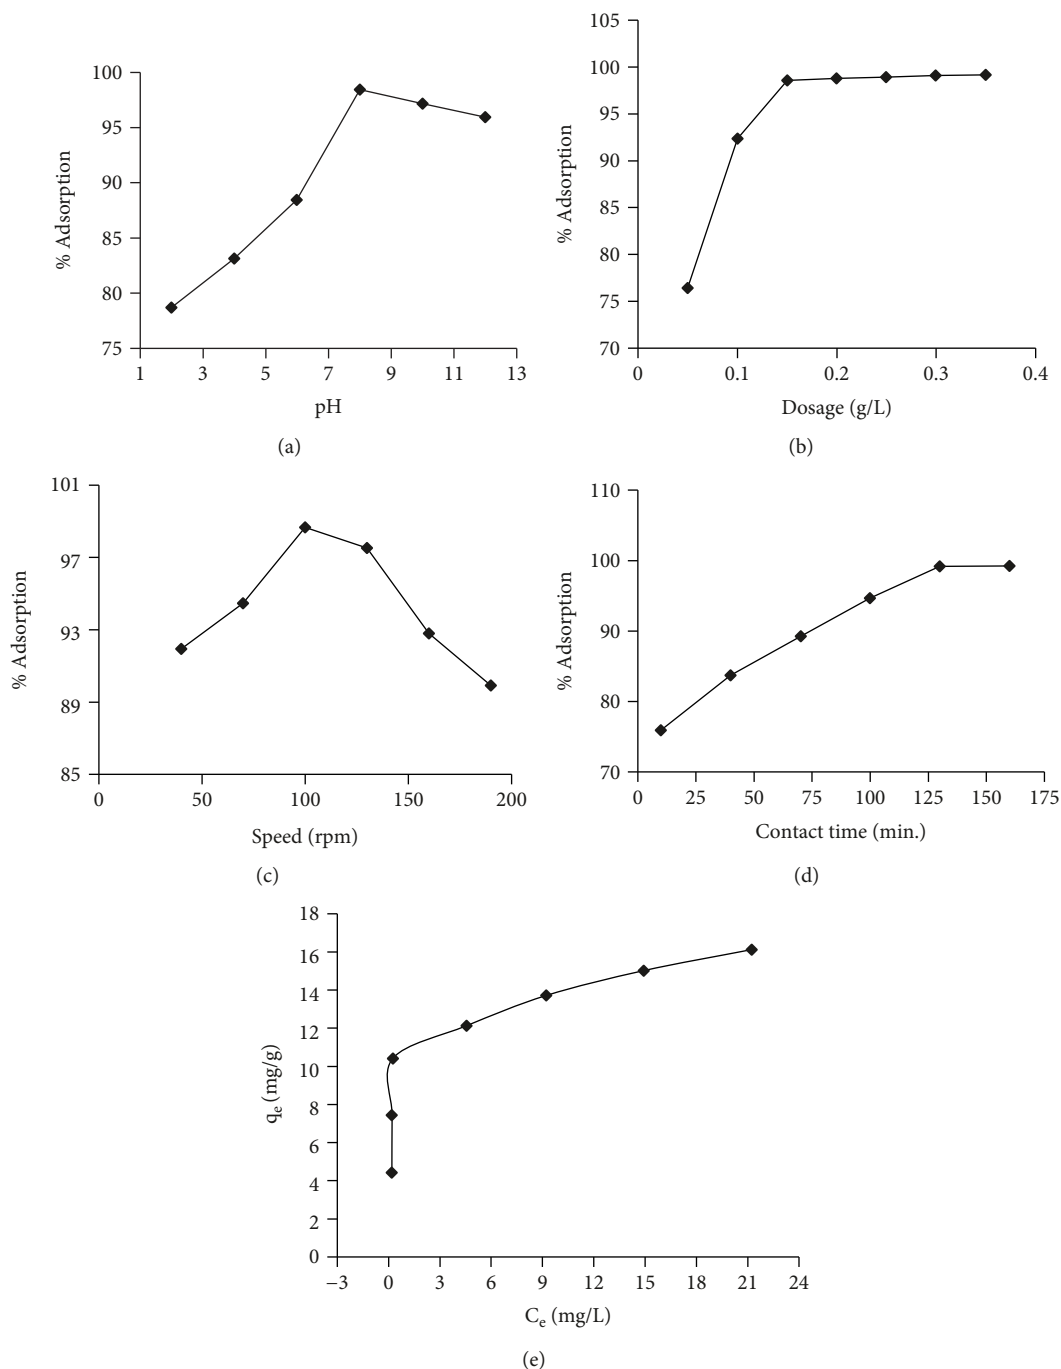 100
95
90
85
80
75
1 3 5 7 9 11 13
% Adsorption
pH
(a)
105
100
95
90
85
80
75
70
0 0.1 0.2 0.3 0.4
% Adsorption
Dosage (g/L)
(b)
101
97
93
89
85
0 50 100 150 200
% Adsorption
Speed (rpm)
(c)
110
100
90
80
70
0 25 50 75 100 125 150 175
% Adsorption
Contact time (min.)
(d)
18
16
14
12
10
8
6
4
2
0
−3 0 3 6 9 12 15 18 21 24
qe (mg/g)
Ce (mg/L)
(e)